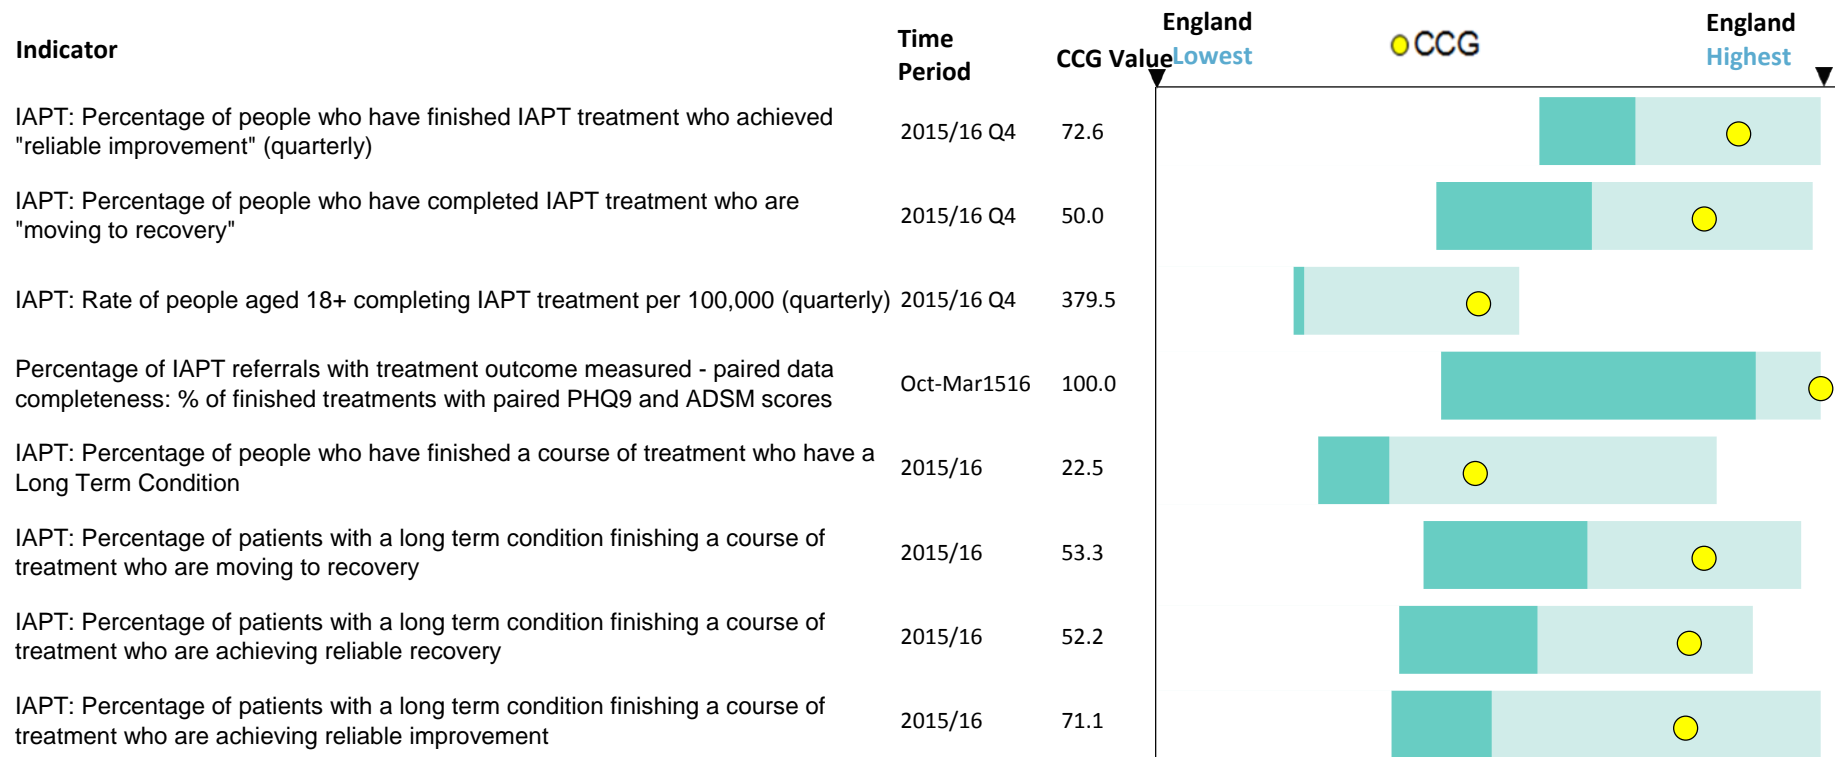 Indicator
Time
Period
CCG Value
England
Lowest
CCG
England
Highest
IAPT: Percentage of people who have finished IAPT treatment who achieved
"reliable improvement" (quarterly)
2015/16 Q4
72.6
IAPT: Percentage of people who have completed IAPT treatment who are
"moving to recovery"
2015/16 Q4
50.0
IAPT: Rate of people aged 18+ completing IAPT treatment per 100,000 (quarterly)
2015/16 Q4
379.5
Percentage of IAPT referrals with treatment outcome measured - paired data
completeness: % of finished treatments with paired PHQ9 and ADSM scores
Oct-Mar1516
100.0
IAPT: Percentage of people who have finished a course of treatment who have a
Long Term Condition
2015/16
22.5
IAPT: Percentage of patients with a long term condition finishing a course of
treatment who are moving to recovery
2015/16
53.3
IAPT: Percentage of patients with a long term condition finishing a course of
treatment who are achieving reliable recovery
2015/16
52.2
IAPT: Percentage of patients with a long term condition finishing a course of
treatment who are achieving reliable improvement
2015/16
71.1